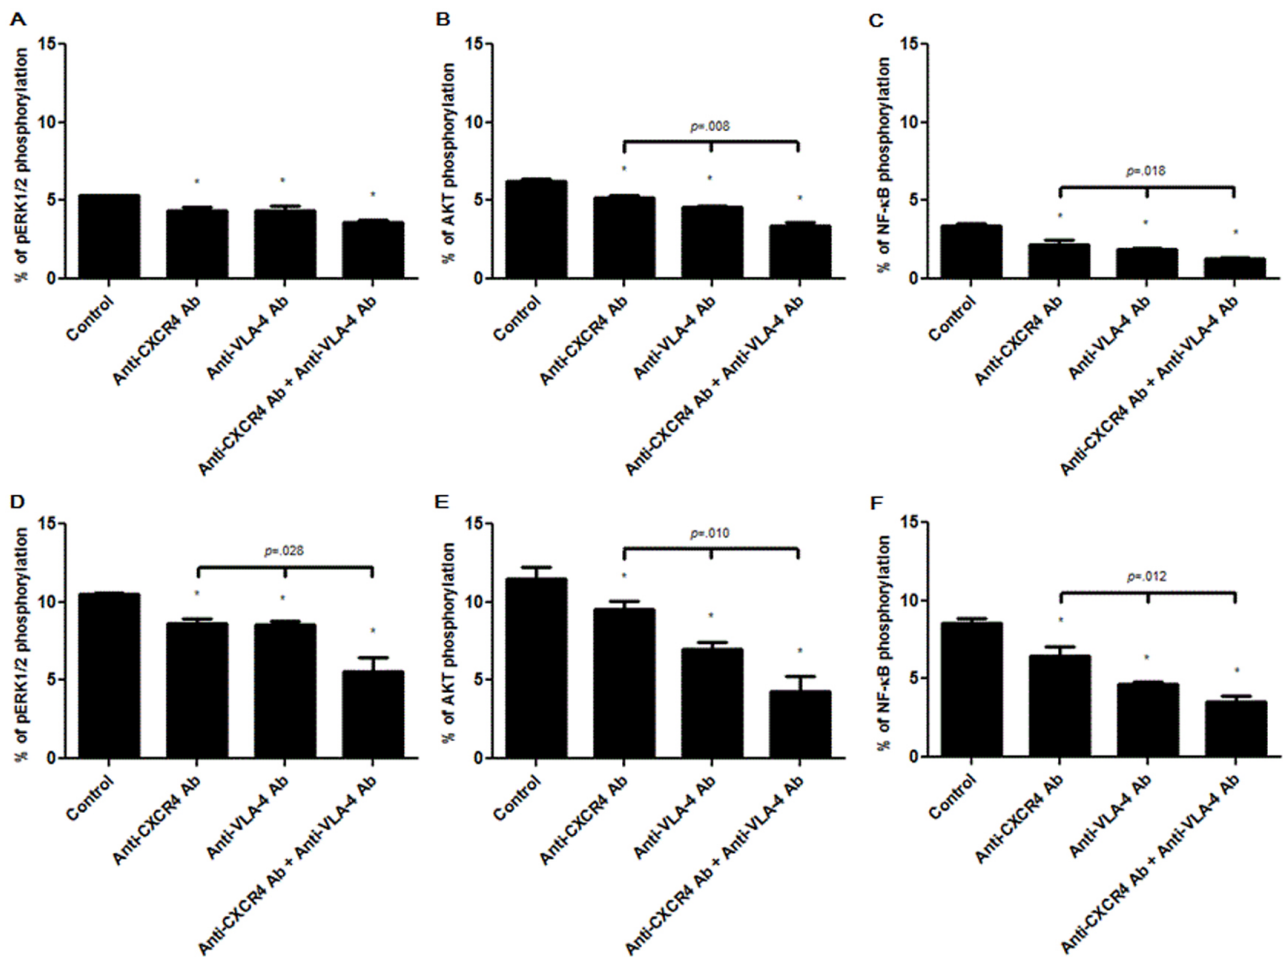 A
% of pERK1/2 phosphorylation
15
10
5
0
*
*
*
Control
Anti-CXCR4 Ab
Anti-VLA-4 Ab
Anti-CXCR4 Ab + Anti-VLA-4 Ab
B
% of AKT phosphorylation
15
10
5
0
p=.008
*
*
*
Control
Anti-CXCR4 Ab
Anti-VLA-4 Ab
Anti-CXCR4 Ab + Anti-VLA-4 Ab
C
% of NF-κB phosphorylation
15
10
5
0
p=.018
*
*
*
Control
Anti-CXCR4 Ab
Anti-VLA-4 Ab
Anti-CXCR4 Ab + Anti-VLA-4 Ab
D
% of pERK1/2 phosphorylation
15
10
5
0
p=.028
*
*
*
Control
Anti-CXCR4 Ab
Anti-VLA-4 Ab
Anti-CXCR4 Ab + Anti-VLA-4 Ab
E
% of AKT phosphorylation
15
10
5
0
p=.010
*
*
*
Control
Anti-CXCR4 Ab
Anti-VLA-4 Ab
Anti-CXCR4 Ab + Anti-VLA-4 Ab
F
% of NF-κB phosphorylation
15
10
5
0
p=.012
*
*
*
Control
Anti-CXCR4 Ab
Anti-VLA-4 Ab
Anti-CXCR4 Ab + Anti-VLA-4 Ab